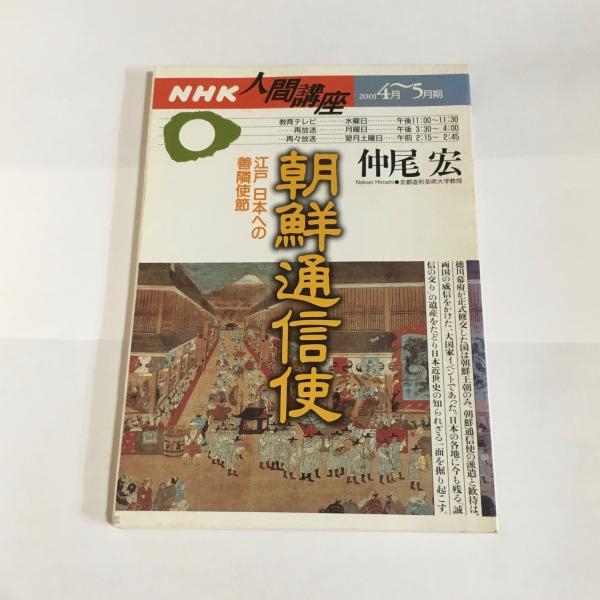 NHK 人間講座
2001 4月〜5月期
教育テレビ……水曜日……午後11:00〜11:30
……再放送……月曜日……午後 3:30〜 4:00
……再々放送……翌月土曜日……午前 2:15〜 2:45
仲尾 宏
Nakao Hiroshi●京都造形芸術大学教授
朝鮮通信使
江戸日本への
善隣使節
徳川幕府が正式修交した国は朝鮮王朝のみ。朝鮮通信使の派遣と歓待は、
両国の威信をかけた、大国家イベントであった。日本の各地に今も残る、「誠
信の交り」の遺産をたどり日本近世史の知られざる一面を掘り起こす。